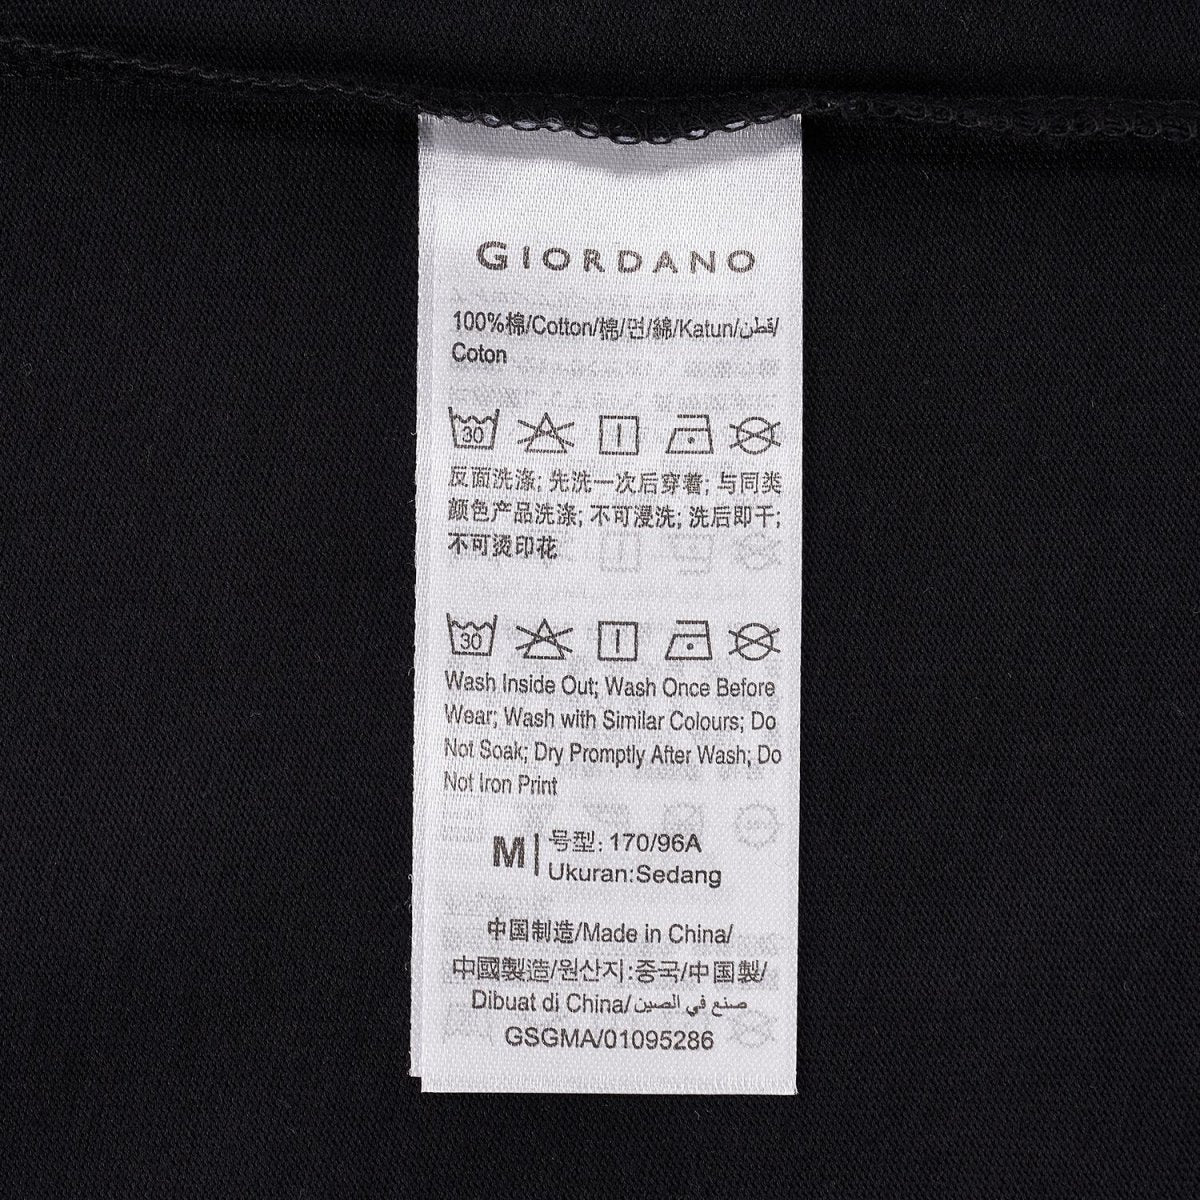 GIORDANO
100%棉/Cotton/棉/면/綿/Katun/قطن/
Coton
30
反面洗涤; 先洗一次后穿着; 与同类
颜色产品洗涤; 不可浸洗; 洗后即干;
不可烫印花
30
Wash Inside Out; Wash Once Before
Wear; Wash with Similar Colours; Do
Not Soak; Dry Promptly After Wash; Do
Not Iron Print
M 号型: 170/96A
Ukuran:Sedang
中国制造/Made in China/
中國製造/원산지:중국/中国製/
Dibuat di China/صنع في الصين
GSGMA/01095286